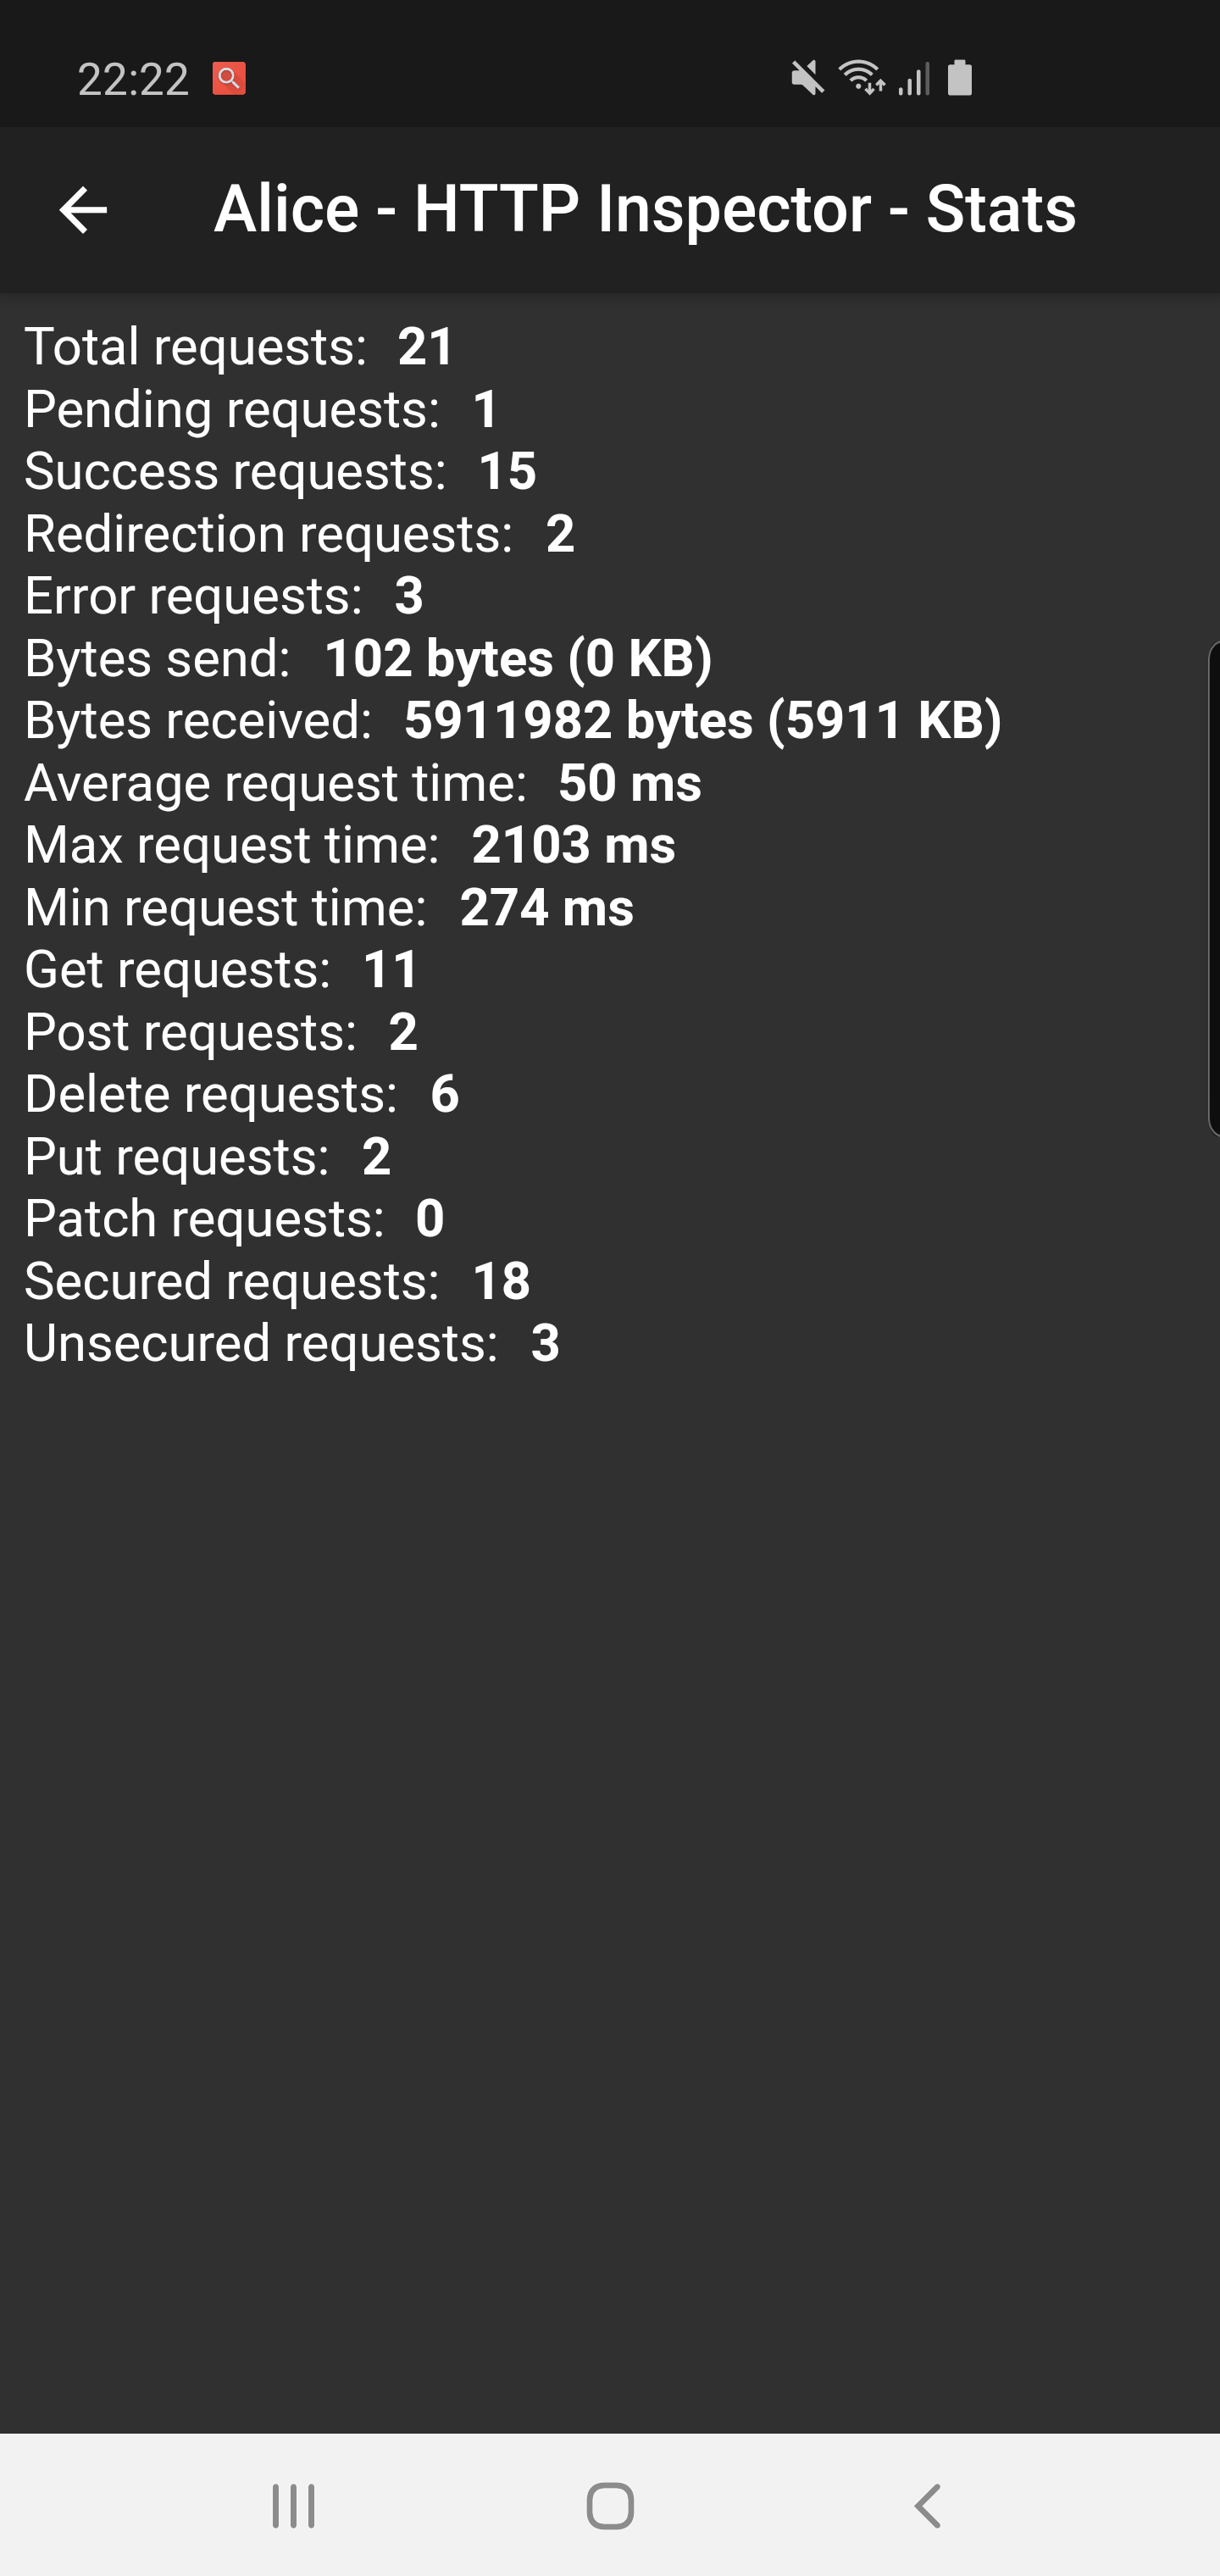 22:22
Alice - HTTP Inspector - Stats
Total requests: 21
Pending requests: 1
Success requests: 15
Redirection requests: 2
Error requests: 3
Bytes send: 102 bytes (0 KB)
Bytes received: 5911982 bytes (5911 KB)
Average request time: 50 ms
Max request time: 2103 ms
Min request time: 274 ms
Get requests: 11
Post requests: 2
Delete requests: 6
Put requests: 2
Patch requests: 0
Secured requests: 18
Unsecured requests: 3